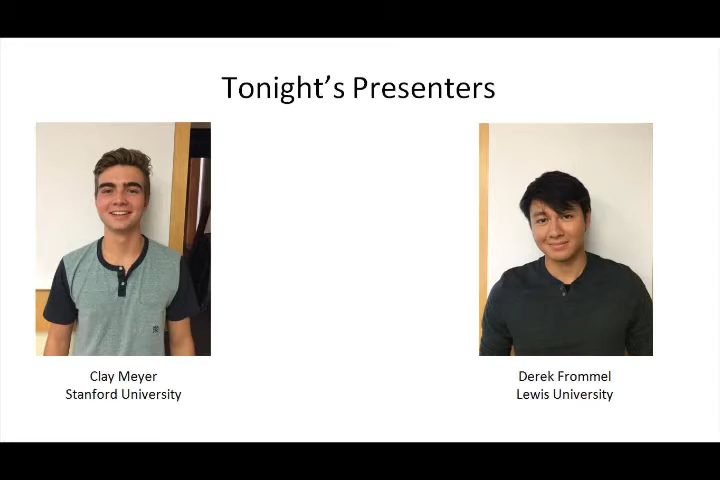 Tonight's Presenters
Clay Meyer
Stanford University
Derek Frommel
Lewis University